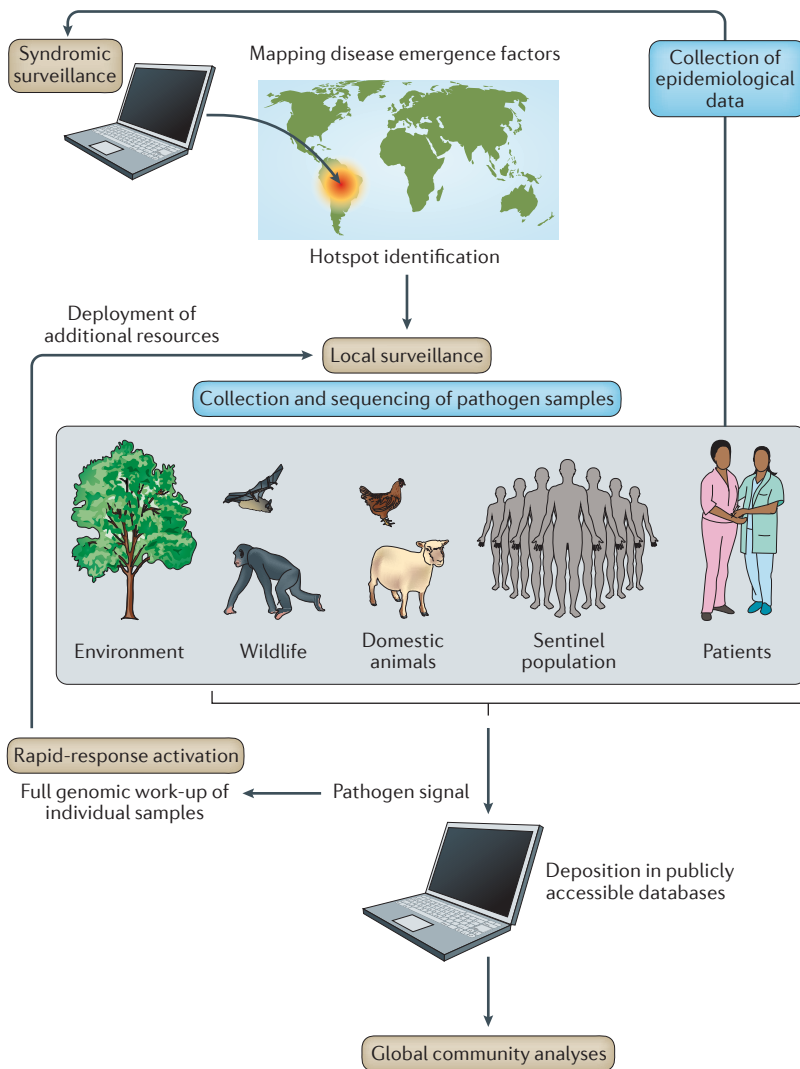 Syndromic
surveillance
Mapping disease emergence factors
Collection of
epidemiological
data
Hotspot identification
Deployment of
additional resources
Local surveillance
Collection and sequencing of pathogen samples
Environment
Wildlife
Domestic
animals
Sentinel
population
Patients
Rapid-response activation
Full genomic work-up of
individual samples
Pathogen signal
Deposition in publicly
accessible databases
Global community analyses